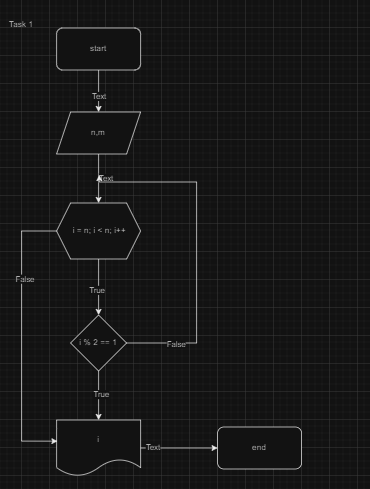 Task 1
start
Text
n,m
Text
i = n; i < n; i++
False
True
i % 2 == 1
False
True
i
Text
end